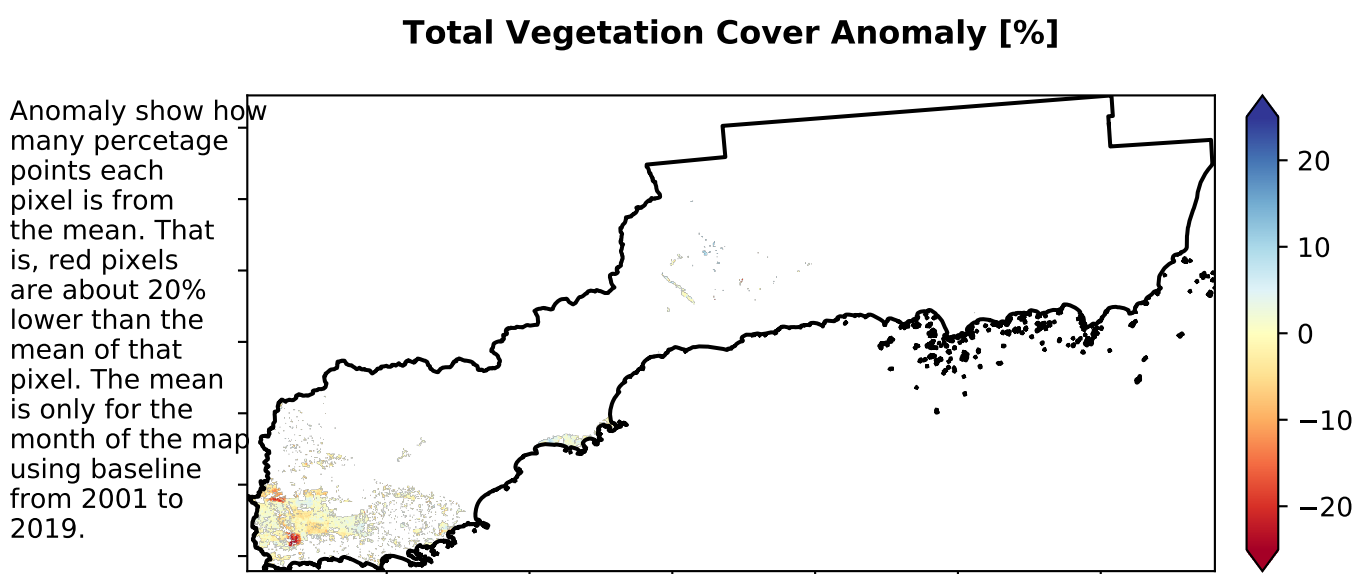 Total Vegetation Cover Anomaly [%]
Anomaly show how
many percetage
points each
pixel is from
the mean. That
is, red pixels
are about 20%
lower than the
mean of that
pixel. The mean
is only for the
month of the map
using baseline
from 2001 to
2019.
20
10
0
−10
−20